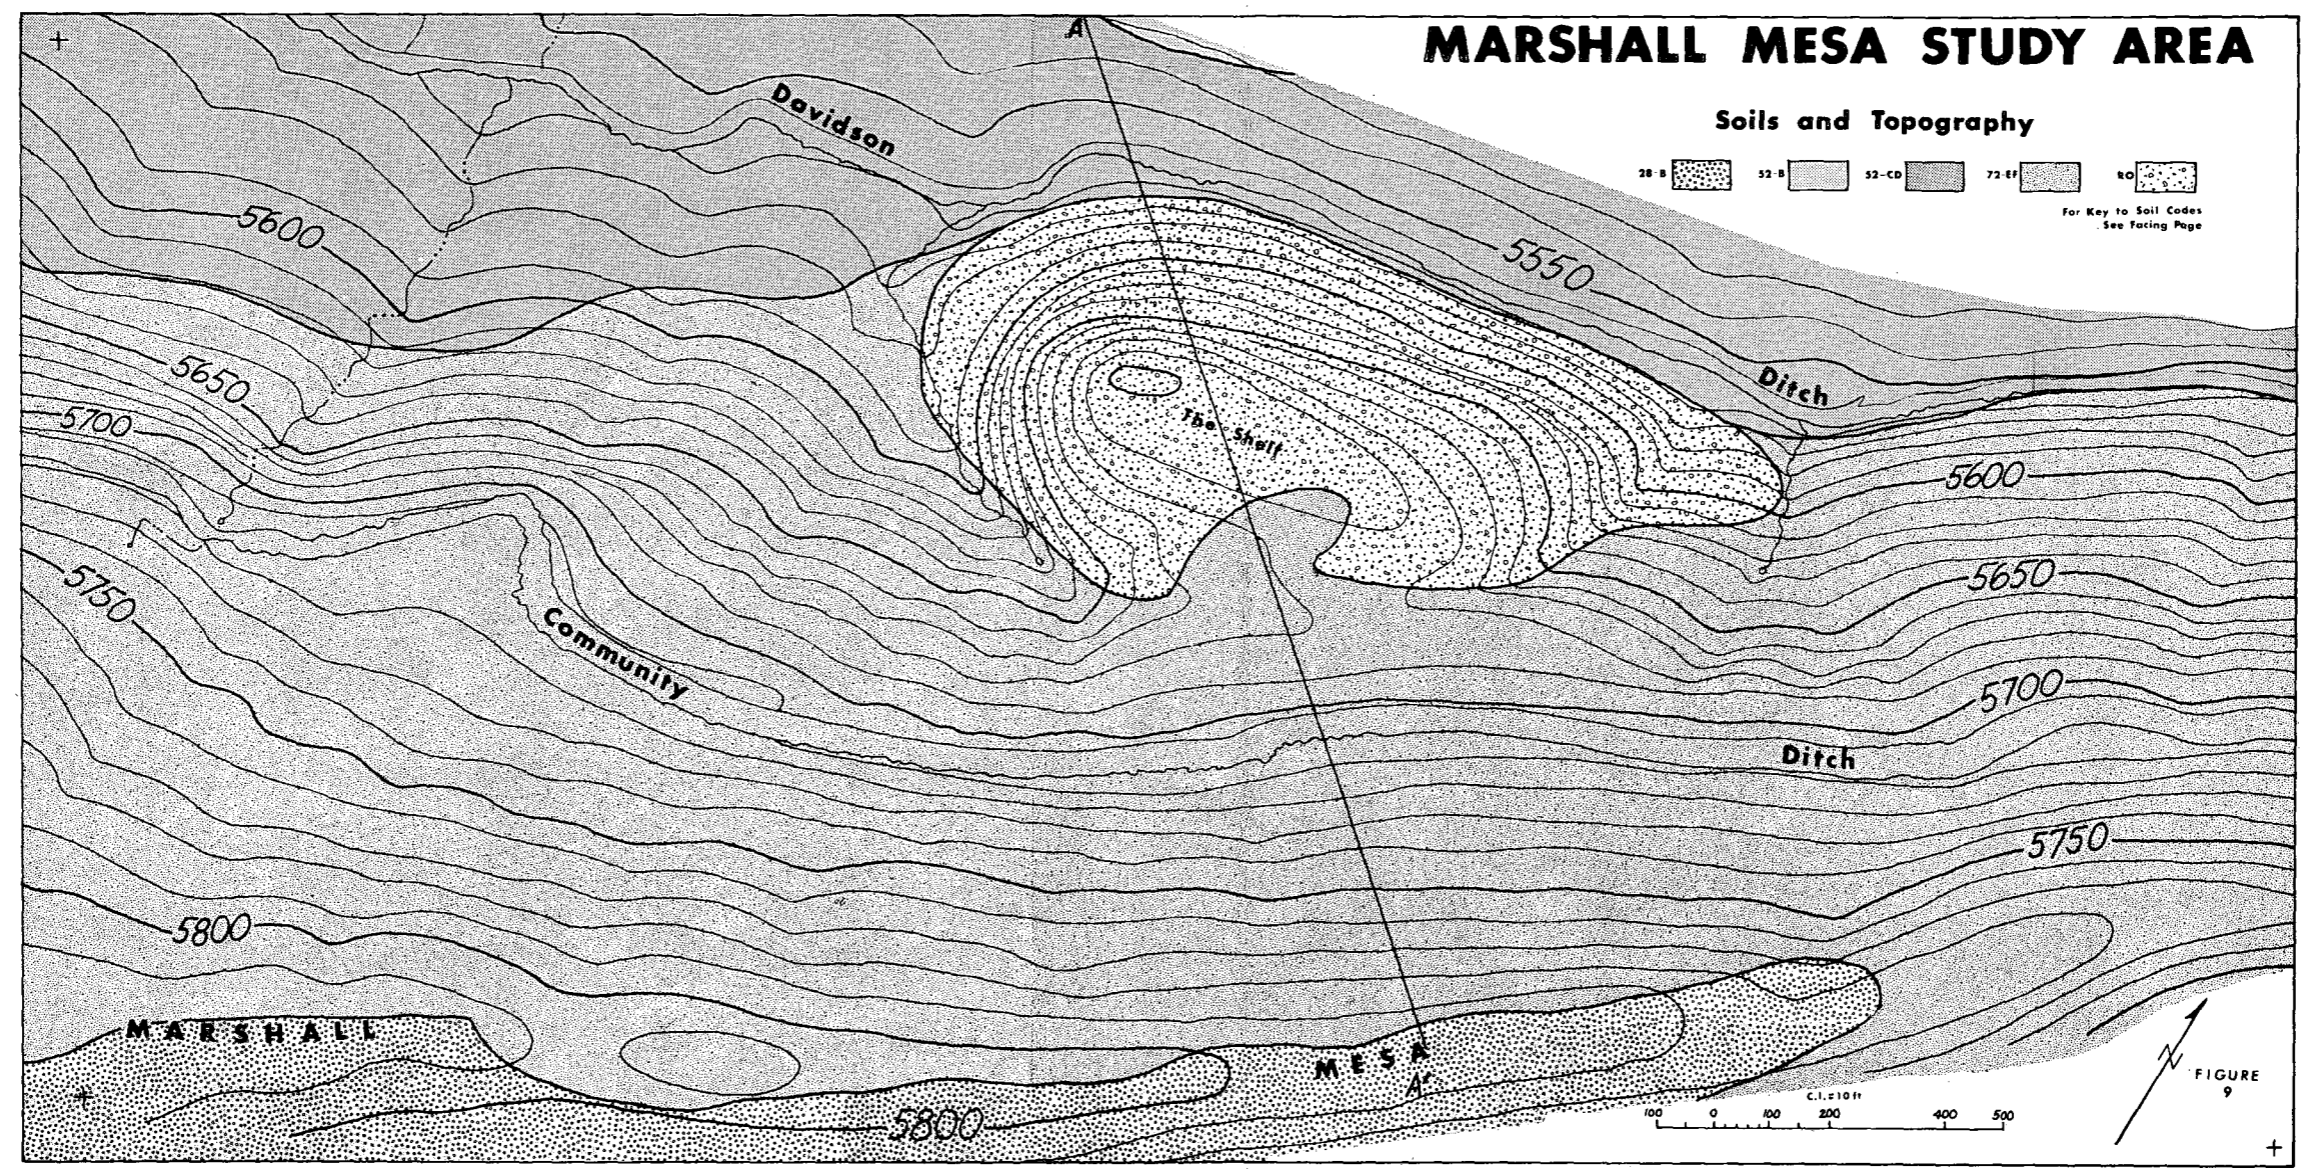 MARSHALL MESA STUDY AREA
Soils and Topography
28-B 52-B 52-CD 72-EF RO
For Key to Soil Codes
See Facing Page
A
Davidson
5600
5550
5650
Ditch
5700
The Shelf
5600
5650
5750
Community
5700
Ditch
5750
5800
MARSHALL
MESA
A'
5800
C.I.=10 ft
100 0 100 200 400 500
N
FIGURE
9